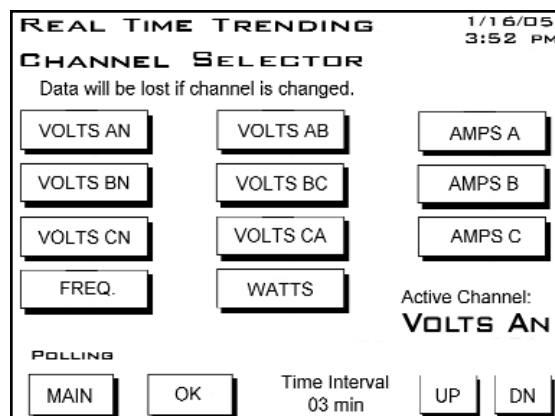 REAL TIME TRENDING 1/16/05
CHANNEL SELECTOR 3:52 PM
Data will be lost if channel is changed.
VOLTS AN VOLTS AB AMPS A
VOLTS BN VOLTS BC AMPS B
VOLTS CN VOLTS CA AMPS C
FREQ. WATTS
Active Channel:
VOLTS AN
POLLING
MAIN OK Time Interval UP DN
03 min